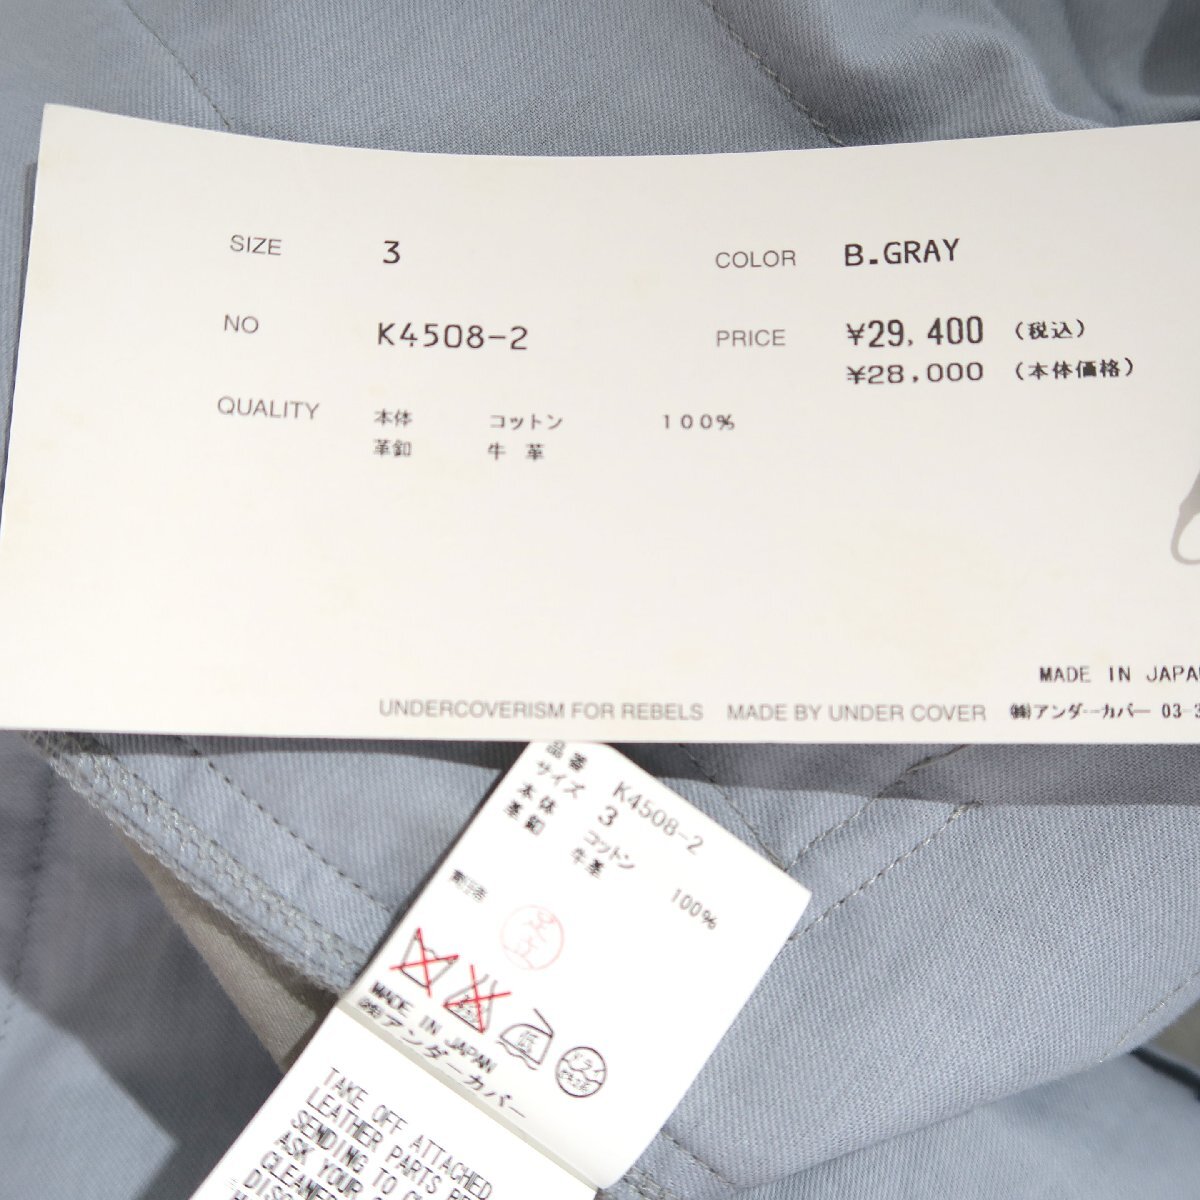 SIZE 3 COLOR B.GRAY
NO K4508-2 PRICE ¥29,400 (税込)
¥28,000 (本体価格)
QUALITY 本体 コットン 100%
革釦 牛 革
MADE IN JAPAN
UNDERCOVERISM FOR REBELS MADE BY UNDER COVER ㈱アンダーカバー 03-3
品番 K4508-2
サイズ 3
本体 コットン 100%
革釦 牛革
低
ドライ
MADE IN JAPAN
㈱アンダーカバー
TAKE OFF ATTACHED
LEATHER PARTS
SENDING TO
ASK YOUR